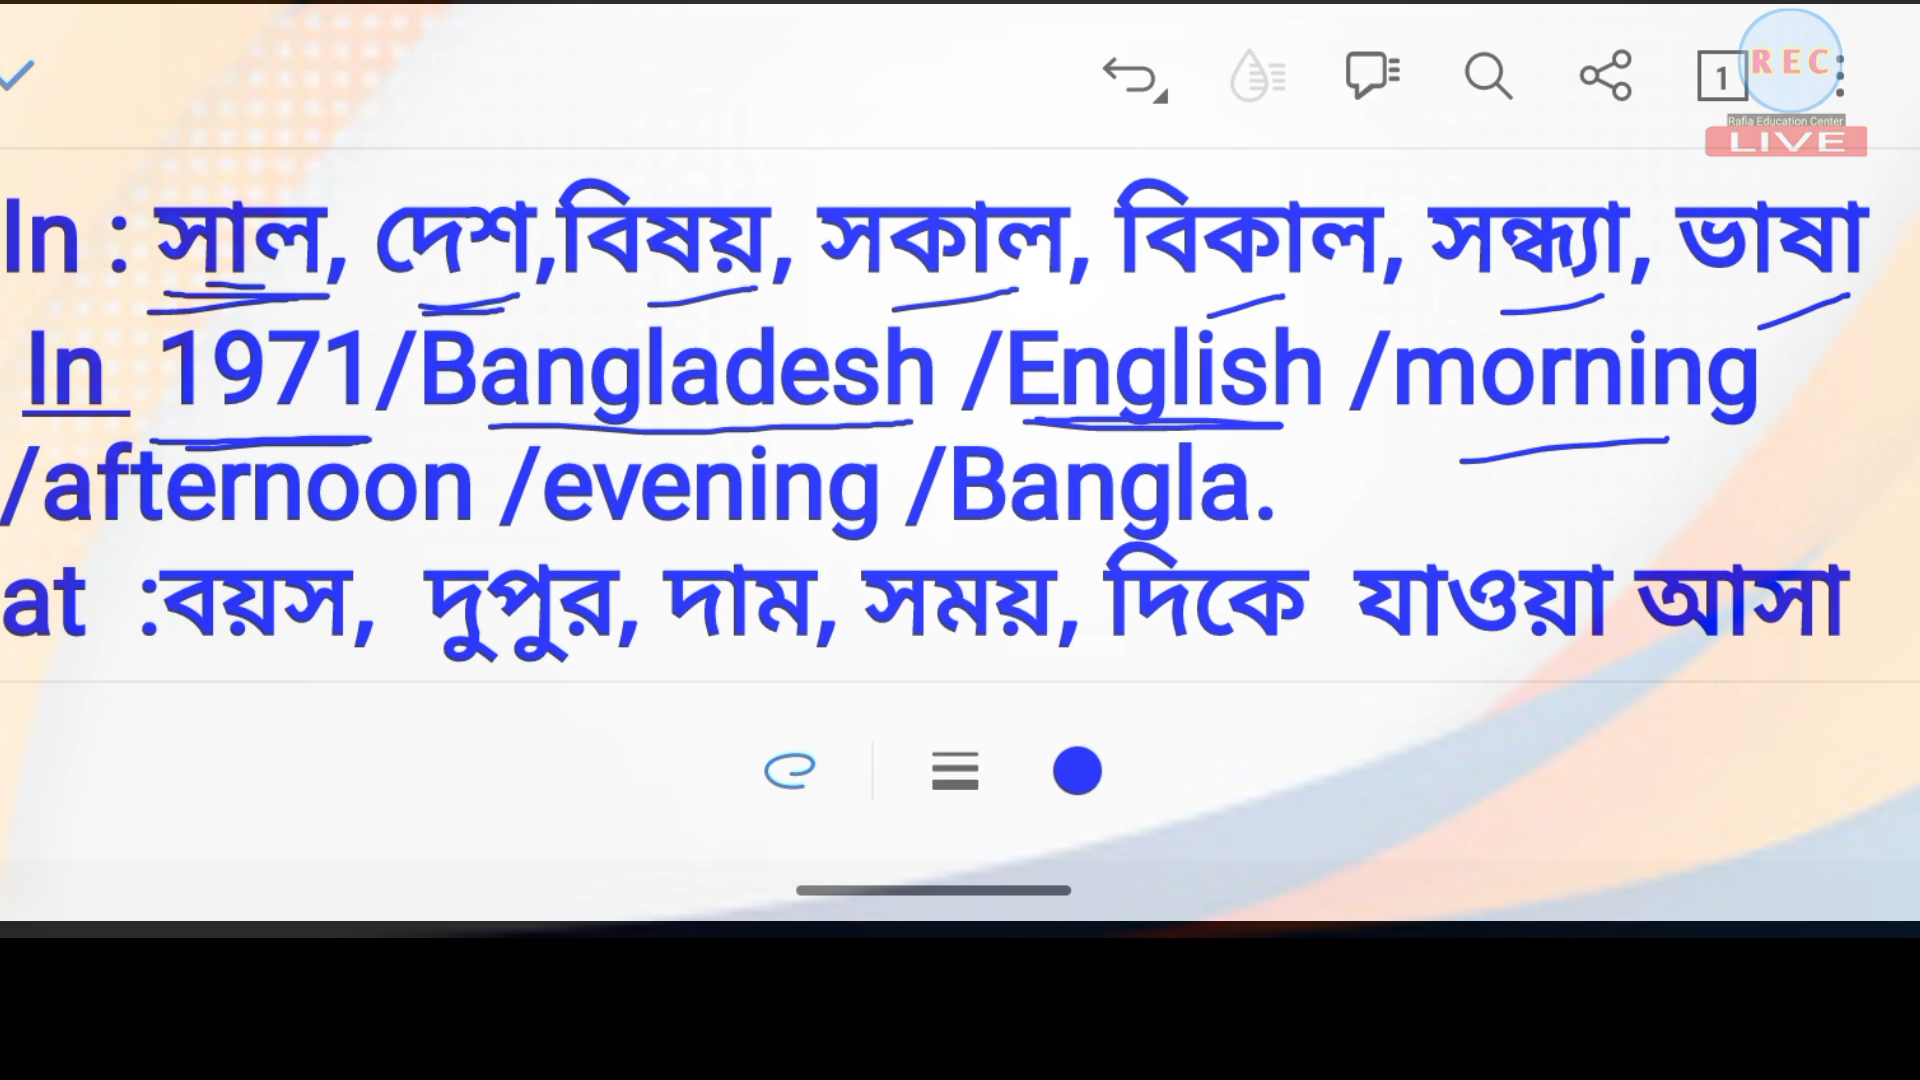 1
REC
Rafia Education Center
LIVE
In : সাল, দেশ,বিষয়, সকাল, বিকাল, সন্ধ্যা, ভাষা
In 1971/Bangladesh /English /morning
/afternoon /evening /Bangla.
at :বয়স, দুপুর, দাম, সময়, দিকে যাওয়া আসা